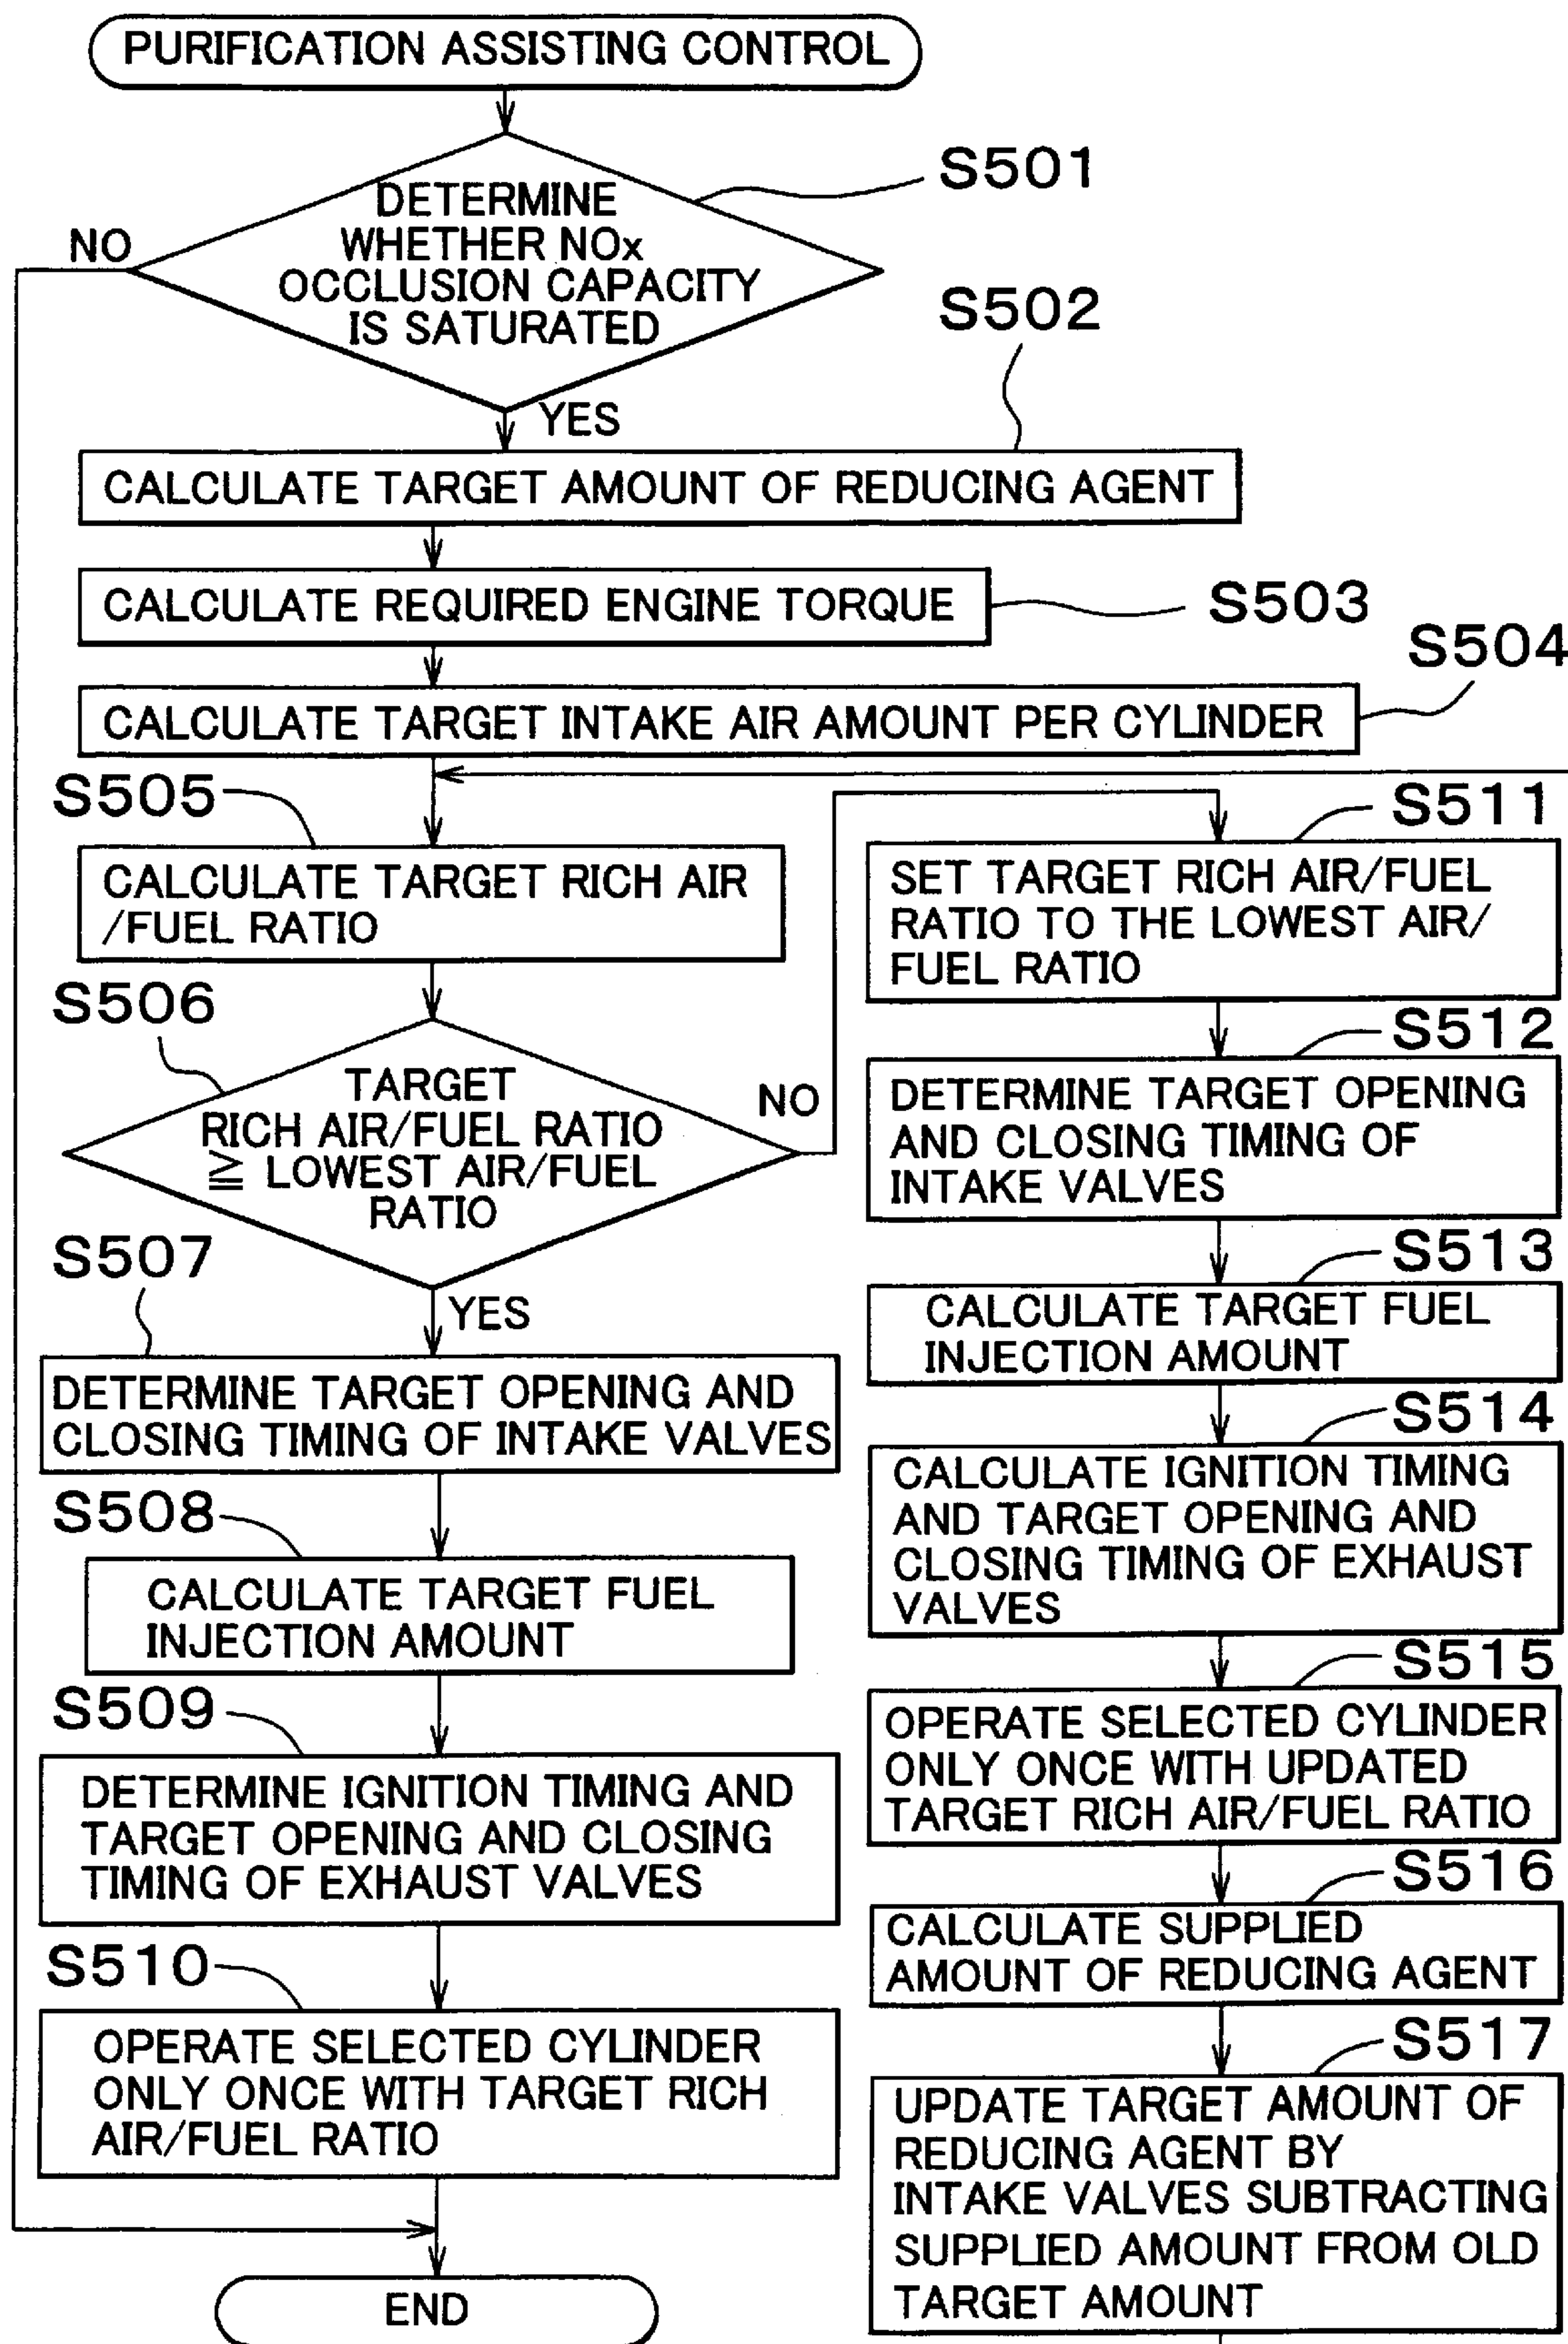 PURIFICATION ASSISTING CONTROL
S501
DETERMINE
WHETHER NOx
OCCLUSION CAPACITY
IS SATURATED
NO
YES
S502
CALCULATE TARGET AMOUNT OF REDUCING AGENT
CALCULATE REQUIRED ENGINE TORQUE
S503
S504
CALCULATE TARGET INTAKE AIR AMOUNT PER CYLINDER
S505
CALCULATE TARGET RICH AIR
/FUEL RATIO
S506
TARGET
RICH AIR/FUEL RATIO
≧ LOWEST AIR/FUEL
RATIO
NO
YES
S507
DETERMINE TARGET OPENING AND
CLOSING TIMING OF INTAKE VALVES
S508
CALCULATE TARGET FUEL
INJECTION AMOUNT
S509
DETERMINE IGNITION TIMING AND
TARGET OPENING AND CLOSING
TIMING OF EXHAUST VALVES
S510
OPERATE SELECTED CYLINDER
ONLY ONCE WITH TARGET RICH
AIR/FUEL RATIO
END
S511
SET TARGET RICH AIR/FUEL
RATIO TO THE LOWEST AIR/
FUEL RATIO
S512
DETERMINE TARGET OPENING
AND CLOSING TIMING OF
INTAKE VALVES
S513
CALCULATE TARGET FUEL
INJECTION AMOUNT
S514
CALCULATE IGNITION TIMING
AND TARGET OPENING AND
CLOSING TIMING OF EXHAUST
VALVES
S515
OPERATE SELECTED CYLINDER
ONLY ONCE WITH UPDATED
TARGET RICH AIR/FUEL RATIO
S516
CALCULATE SUPPLIED
AMOUNT OF REDUCING AGENT
S517
UPDATE TARGET AMOUNT OF
REDUCING AGENT BY
INTAKE VALVES SUBTRACTING
SUPPLIED AMOUNT FROM OLD
TARGET AMOUNT